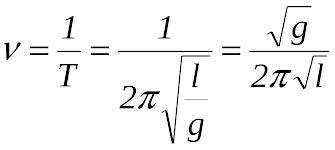 ν = 1/T = 1/(2π√(l/g)) = √g/(2π√l)